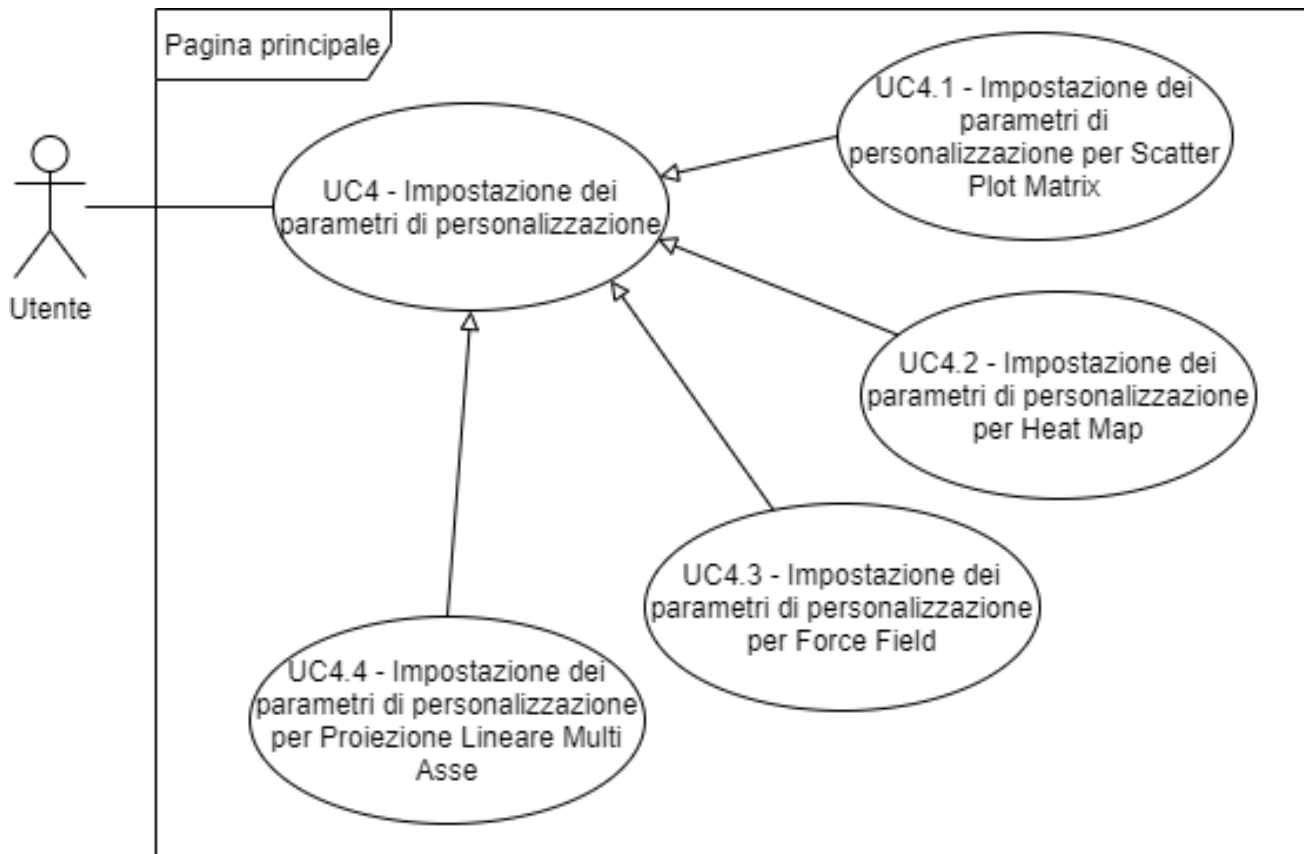 Pagina principale
UC4.1 - Impostazione dei
parametri di
personalizzazione per Scatter
Plot Matrix
UC4 - Impostazione dei
parametri di personalizzazione
Utente
UC4.2 - Impostazione dei
parametri di personalizzazione
per Heat Map
UC4.3 - Impostazione dei
parametri di personalizzazione
per Force Field
UC4.4 - Impostazione dei
parametri di personalizzazione
per Proiezione Lineare Multi
Asse